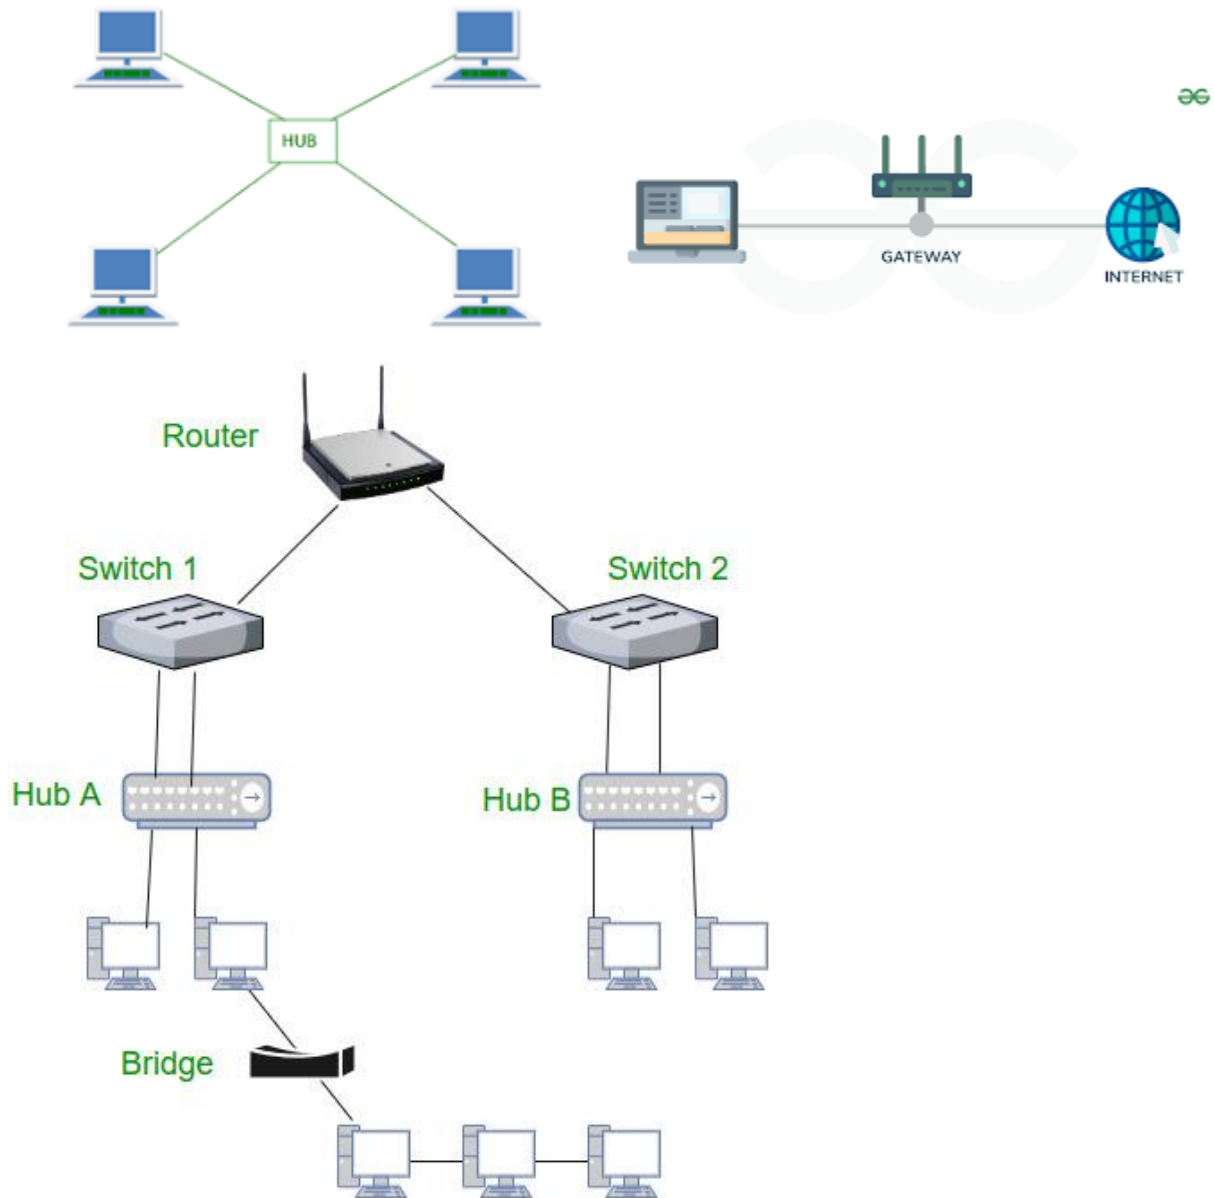 HUB
GATEWAY
INTERNET
Router
Switch 1
Switch 2
Hub A
Hub B
Bridge